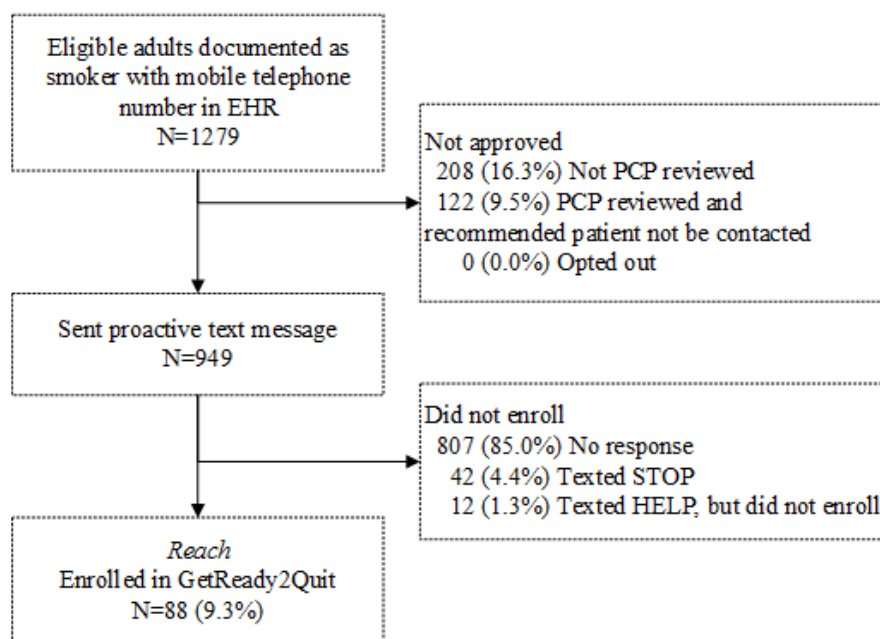 Eligible adults documented as
smoker with mobile telephone
number in EHR
N=1279
Not approved
208 (16.3%) Not PCP reviewed
122 (9.5%) PCP reviewed and
recommended patient not be contacted
0 (0.0%) Opted out
Sent proactive text message
N=949
Did not enroll
807 (85.0%) No response
42 (4.4%) Texted STOP
12 (1.3%) Texted HELP, but did not enroll
Reach
Enrolled in GetReady2Quit
N=88 (9.3%)